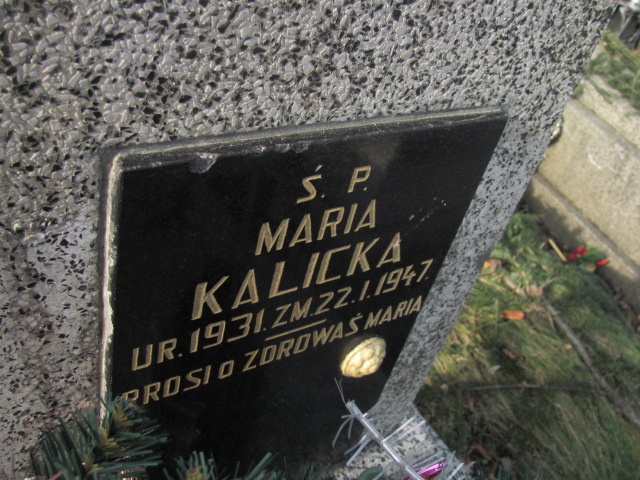 Ś. P.
MARIA
KALICKA
UR. 1931. ZM. 22. I. 1947.
PROSI O ZDROWAŚ MARIA